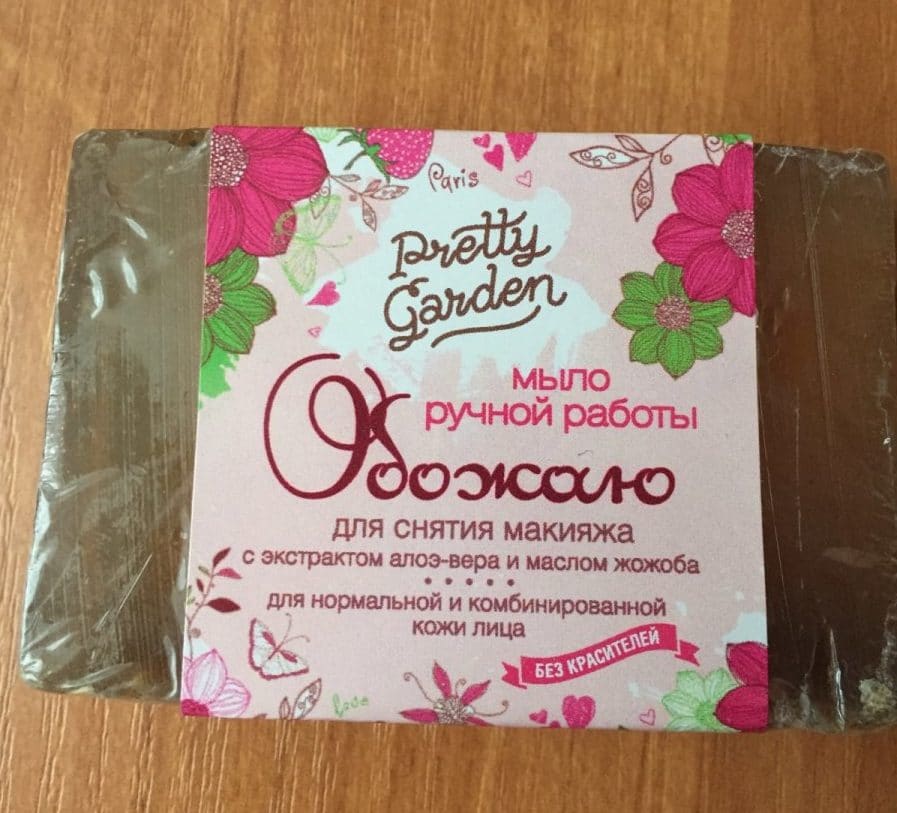 Paris
Pretty
Garden
мыло
ручной работы
Обожаю
для снятия макияжа
с экстрактом алоэ-вера и маслом жожоба
для нормальной и комбинированной
кожи лица
БЕЗ КРАСИТЕЛЕЙ
Love